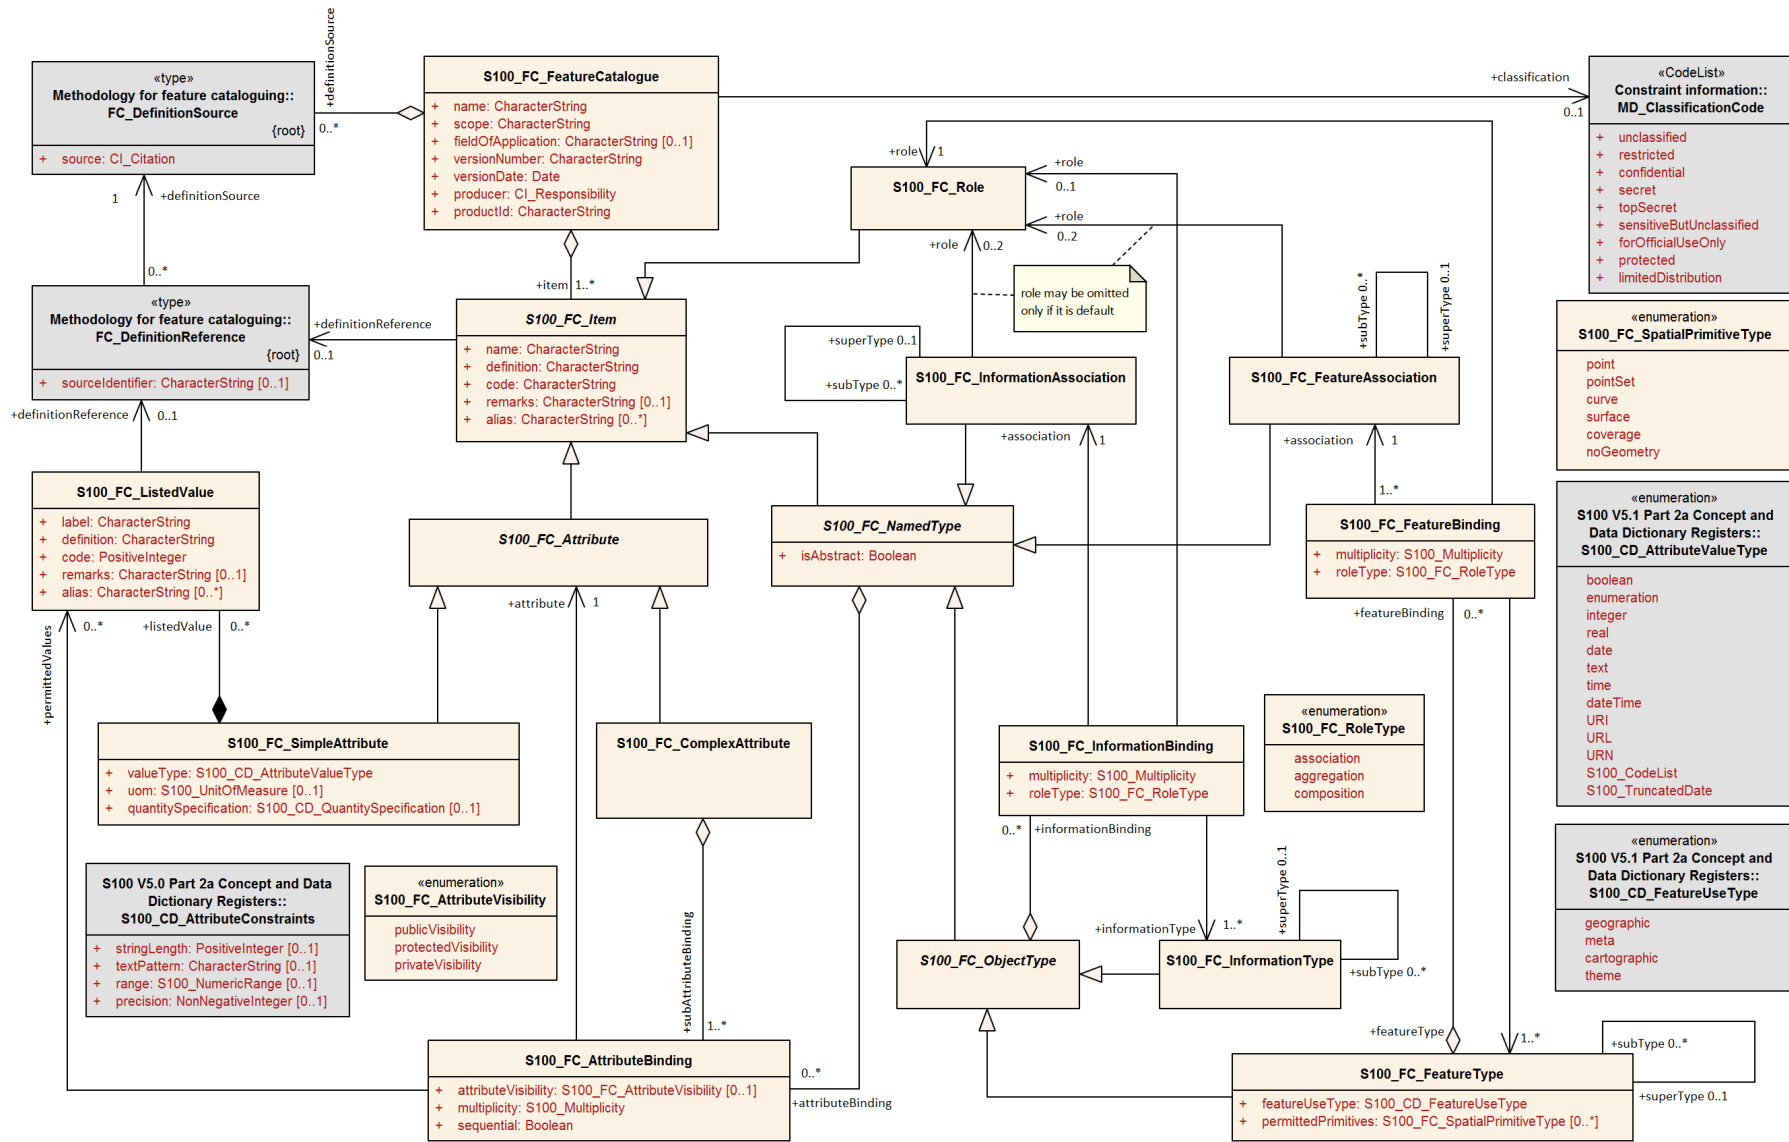 +definitionSource
0..*
«type»
Methodology for feature cataloguing::
FC_DefinitionSource
{root}
+ source: CI_Citation
S100_FC_FeatureCatalogue
+ name: CharacterString
+ scope: CharacterString
+ fieldOfApplication: CharacterString [0..1]
+ versionNumber: CharacterString
+ versionDate: Date
+ producer: CI_Responsibility
+ productId: CharacterString
+classification
0..1
«CodeList»
Constraint information::
MD_ClassificationCode
+ unclassified
+ restricted
+ confidential
+ secret
+ topSecret
+ sensitiveButUnclassified
+ forOfficialUseOnly
+ protected
+ limitedDistribution
+role 1
S100_FC_Role
+role
0..1
+role
0..2
+role 0..2
role may be omitted
only if it is default
1 +definitionSource
0..*
«type»
Methodology for feature cataloguing::
FC_DefinitionReference
{root}
+ sourceIdentifier: CharacterString [0..1]
+definitionReference
0..1
+item 1..*
S100_FC_Item
+ name: CharacterString
+ definition: CharacterString
+ code: CharacterString
+ remarks: CharacterString [0..1]
+ alias: CharacterString [0..*]
+superType 0..1
+subType 0..*
S100_FC_InformationAssociation
+subType 0..*
+superType 0..1
S100_FC_FeatureAssociation
«enumeration»
S100_FC_SpatialPrimitiveType
point
pointSet
curve
surface
coverage
noGeometry
+definitionReference 0..1
S100_FC_ListedValue
+ label: CharacterString
+ definition: CharacterString
+ code: PositiveInteger
+ remarks: CharacterString [0..1]
+ alias: CharacterString [0..*]
+association 1
+association 1
1..*
S100_FC_Attribute
S100_FC_NamedType
+ isAbstract: Boolean
S100_FC_FeatureBinding
+ multiplicity: S100_Multiplicity
+ roleType: S100_FC_RoleType
«enumeration»
S100 V5.1 Part 2a Concept and
Data Dictionary Registers::
S100_CD_AttributeValueType
boolean
enumeration
integer
real
date
text
time
dateTime
URI
URL
URN
S100_CodeList
S100_TruncatedDate
+permittedValues
0..*
+listedValue 0..*
+attribute 1
+featureBinding 0..*
S100_FC_SimpleAttribute
+ valueType: S100_CD_AttributeValueType
+ uom: S100_UnitOfMeasure [0..1]
+ quantitySpecification: S100_CD_QuantitySpecification [0..1]
S100_FC_ComplexAttribute
S100_FC_InformationBinding
+ multiplicity: S100_Multiplicity
+ roleType: S100_FC_RoleType
«enumeration»
S100_FC_RoleType
association
aggregation
composition
0..* +informationBinding
S100 V5.0 Part 2a Concept and Data
Dictionary Registers::
S100_CD_AttributeConstraints
+ stringLength: PositiveInteger [0..1]
+ textPattern: CharacterString [0..1]
+ range: S100_NumericRange [0..1]
+ precision: NonNegativeInteger [0..1]
«enumeration»
S100_FC_AttributeVisibility
publicVisibility
protectedVisibility
privateVisibility
+subAttributeBinding
1..*
«enumeration»
S100 V5.1 Part 2a Concept and
Data Dictionary Registers::
S100_CD_FeatureUseType
geographic
meta
cartographic
theme
+informationType 1..*
+superType 0..1
+subType 0..*
S100_FC_ObjectType
S100_FC_InformationType
+featureType
1..*
+subType 0..*
+superType 0..1
S100_FC_AttributeBinding
+ attributeVisibility: S100_FC_AttributeVisibility [0..1]
+ multiplicity: S100_Multiplicity
+ sequential: Boolean
0..*
+attributeBinding
S100_FC_FeatureType
+ featureUseType: S100_CD_FeatureUseType
+ permittedPrimitives: S100_FC_SpatialPrimitiveType [0..*]